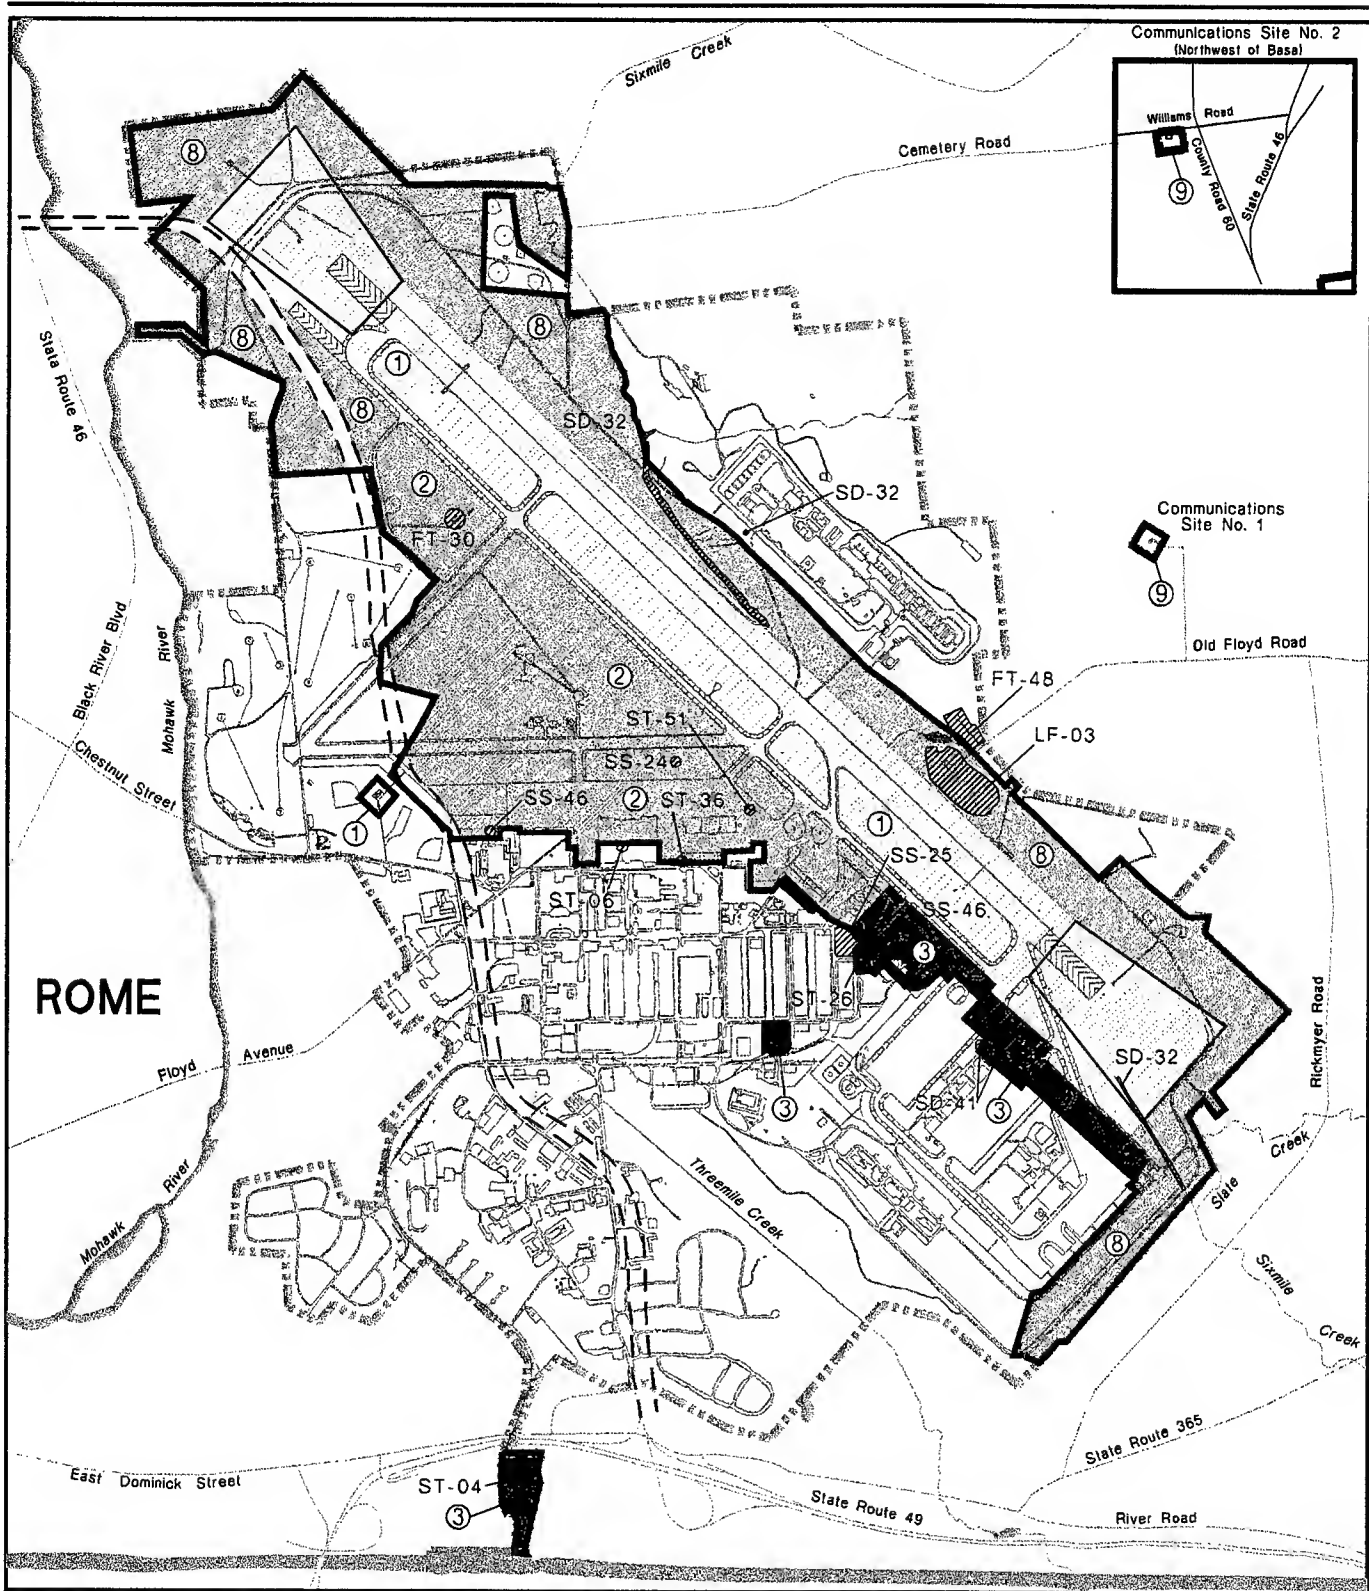 Communications Site No. 2
(Northwest of Base)
Sixmile Creek
Williams Road
County Road 60
State Route 46
⑨
Cemetery Road
⑧
⑧
⑧
①
⑧
SD-32
Stata Route 46
②
SD-32
FT-30
Communications
Site No. 1
⑨
Old Floyd Road
Black River Blvd
Mohawk River
FT-48
②
ST-51
LF-03
Chestnut Street
SS-24
SS-46
②
ST-36
①
①
⑧
SS-25
ST-06
SS-46
③
ROME
ST-26
Rickmyer Road
Floyd Avenue
SD-32
③
SD-41
③
Threemile Creek
Slate Creek
Mohawk River
⑧
Sixmile Creek
State Route 365
East Dominick Street
ST-04
③
State Route 49
River Road